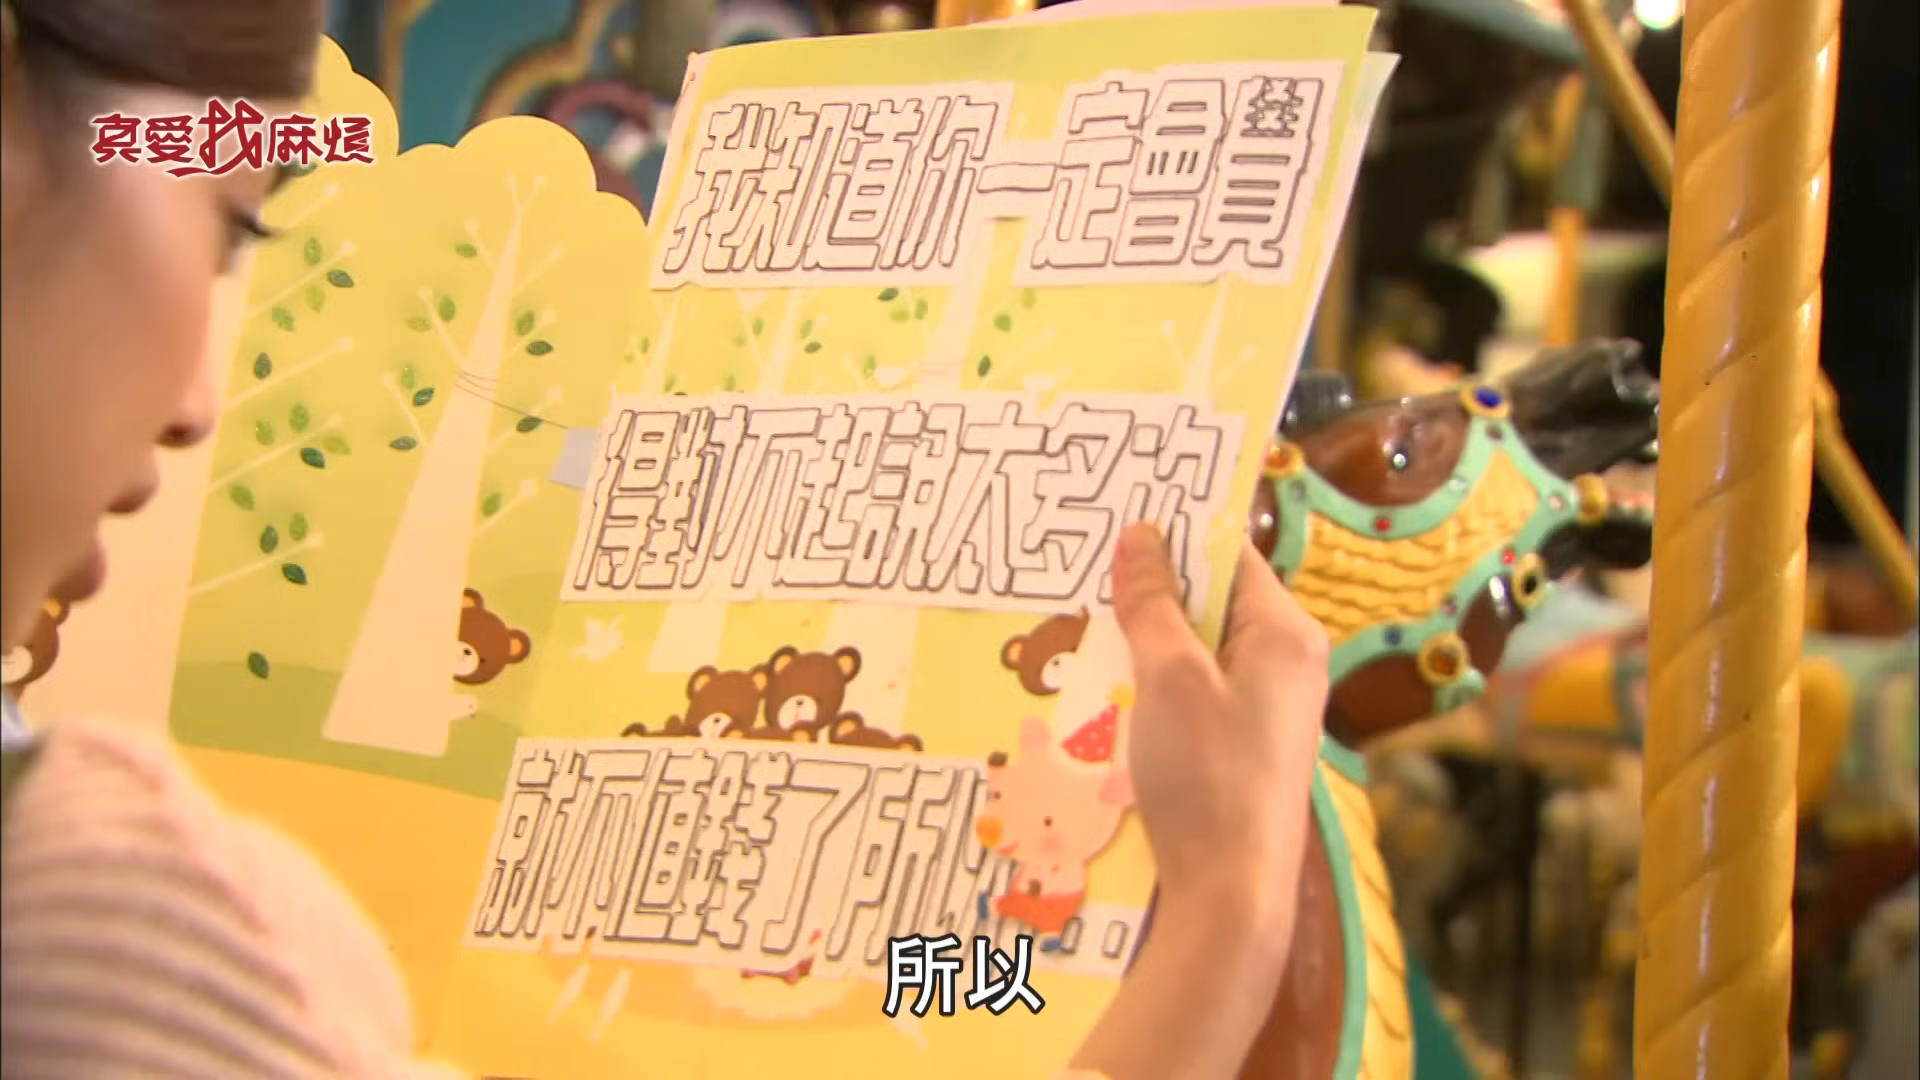 真愛找麻煩
我知道你一定會覺
得對不起說太多次
就不值錢了所以...
所以